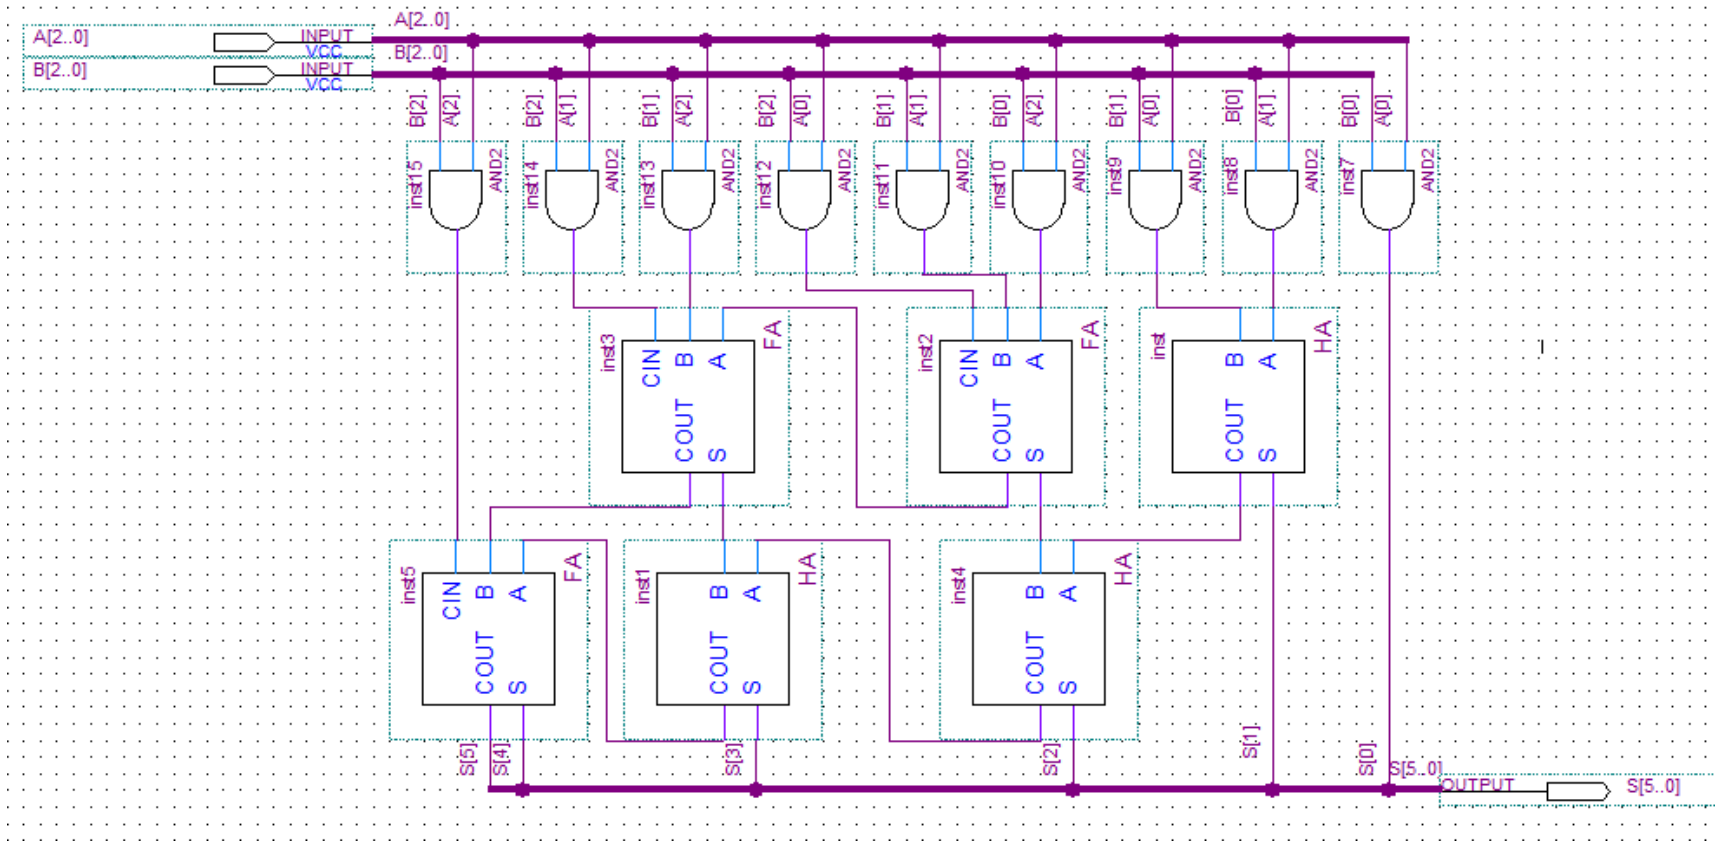 A[2..0]
A[2..0] INPUT
VCC
B[2..0]
B[2..0] INPUT
VCC
B[2] A[2] B[2] A[1] B[1] A[2] B[2] A[0] B[1] A[1] B[0] A[2] B[1] A[0] B[0] A[1] B[0] A[0]
inst15 AND2 inst14 AND2 inst13 AND2 inst12 AND2 inst11 AND2 inst10 AND2 inst9 AND2 inst8 AND2 inst7 AND2
inst3 CIN B A FA inst2 CIN B A FA inst B A HA
COUT S COUT S COUT S
inst5 CIN B A FA inst1 B A HA inst4 B A HA
COUT S COUT S COUT S
S[5] S[4] S[3] S[2] S[1] S[0]
S[5..0]
OUTPUT S[5..0]